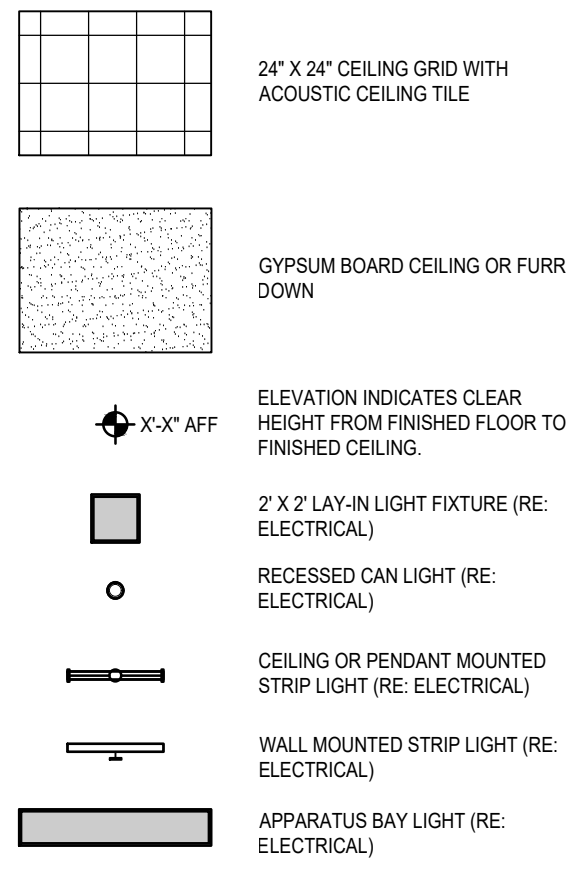 24" X 24" CEILING GRID WITH
ACOUSTIC CEILING TILE
GYPSUM BOARD CEILING OR FURR
DOWN
X'-X" AFF
ELEVATION INDICATES CLEAR
HEIGHT FROM FINISHED FLOOR TO
FINISHED CEILING.
2' X 2' LAY-IN LIGHT FIXTURE (RE:
ELECTRICAL)
RECESSED CAN LIGHT (RE:
ELECTRICAL)
CEILING OR PENDANT MOUNTED
STRIP LIGHT (RE: ELECTRICAL)
WALL MOUNTED STRIP LIGHT (RE:
ELECTRICAL)
APPARATUS BAY LIGHT (RE:
ELECTRICAL)